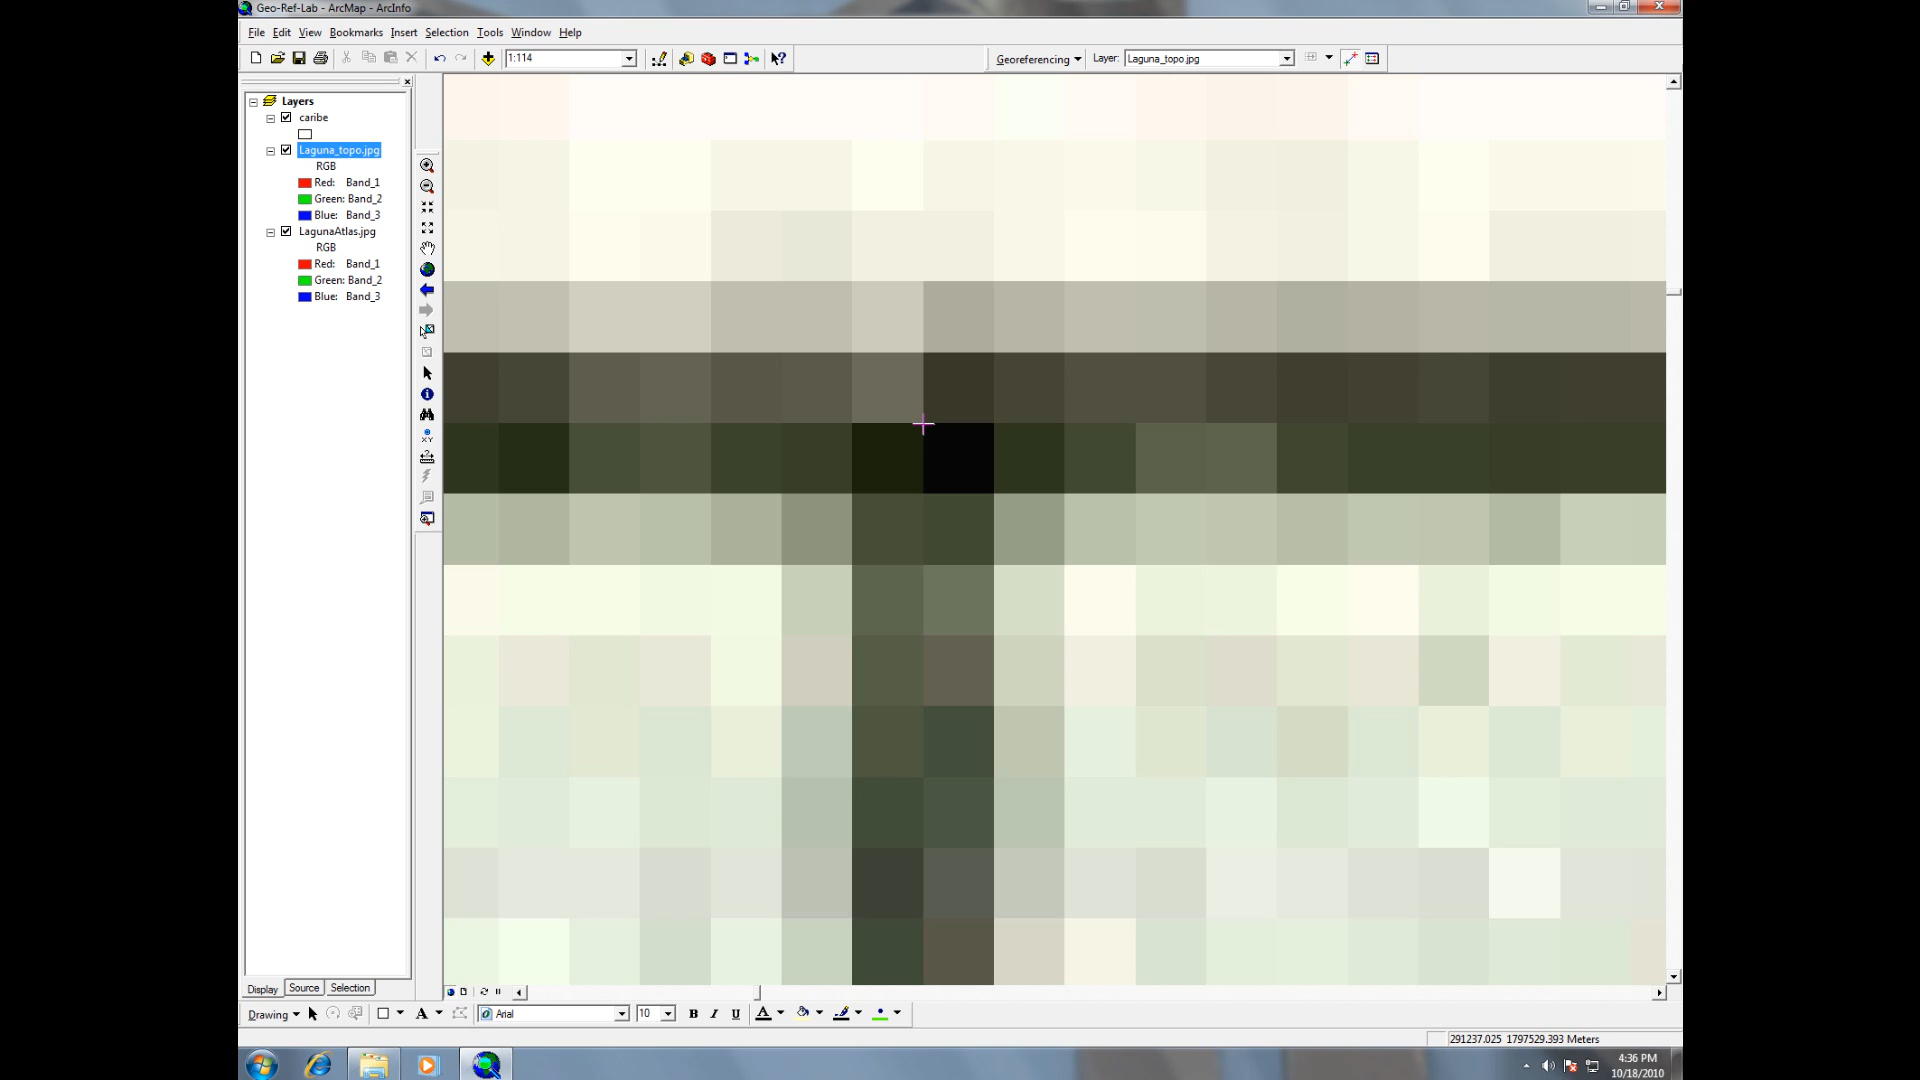 Geo-Ref-Lab - ArcMap - ArcInfo
File Edit View Bookmarks Insert Selection Tools Window Help
1:114
Georeferencing Layer: Laguna_topo.jpg
Layers
caribe
Laguna_topo.jpg
RGB
Red: Band_1
Green: Band_2
Blue: Band_3
LagunaAtlas.jpg
RGB
Red: Band_1
Green: Band_2
Blue: Band_3
XY
Display Source Selection
Drawing A Arial 10 B I U A
291237.025 1797529.393 Meters
4:36 PM
10/18/2010